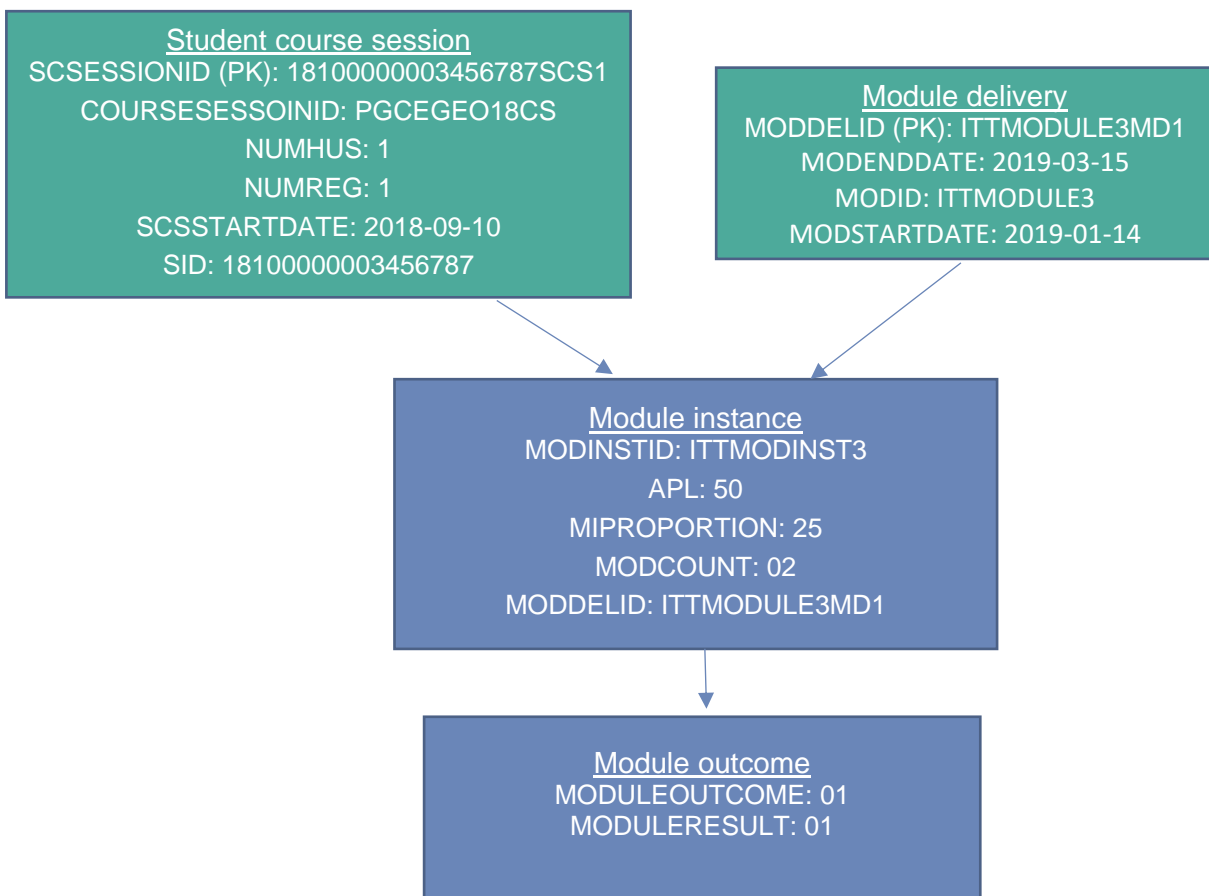 Student course session
SCSESSIONID (PK): 18100000003456787SCS1
COURSESESSOINID: PGCEGEO18CS
NUMHUS: 1
NUMREG: 1
SCSSTARTDATE: 2018-09-10
SID: 18100000003456787
Module delivery
MODDELID (PK): ITTMODULE3MD1
MODENDDATE: 2019-03-15
MODID: ITTMODULE3
MODSTARTDATE: 2019-01-14
Module instance
MODINSTID: ITTMODINST3
APL: 50
MIPROPORTION: 25
MODCOUNT: 02
MODDELID: ITTMODULE3MD1
Module outcome
MODULEOUTCOME: 01
MODULERESULT: 01